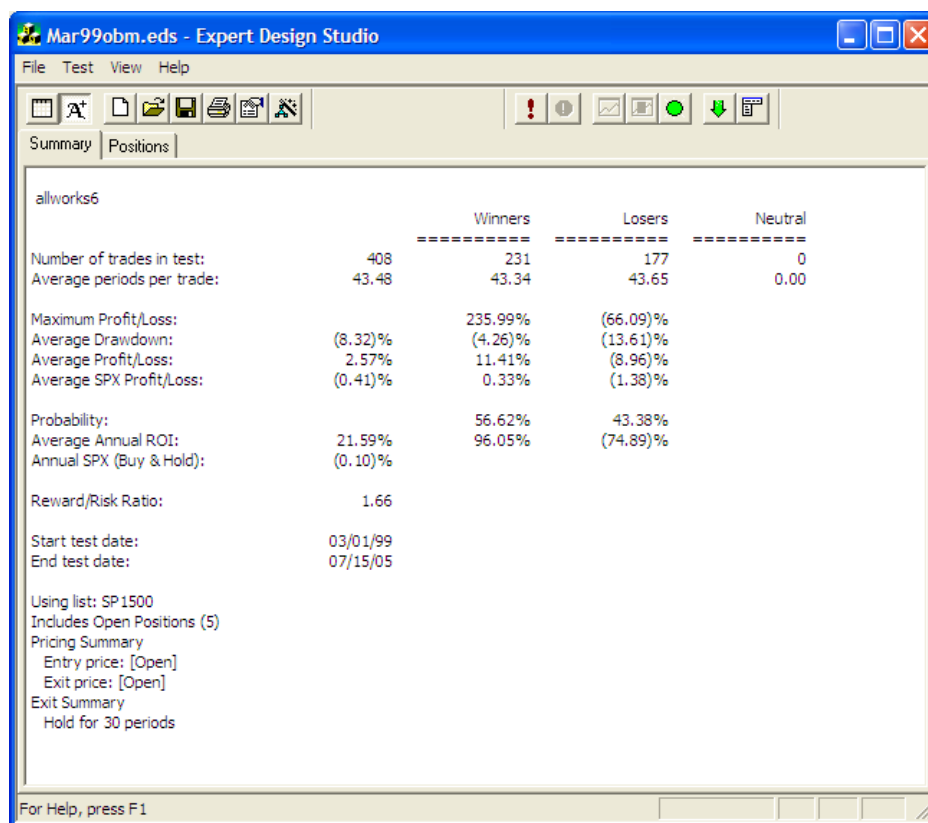 Mar99obm.eds - Expert Design Studio
File Test View Help
Summary Positions
allworks6
Winners Losers Neutral
========== ========== ==========
Number of trades in test: 408 231 177 0
Average periods per trade: 43.48 43.34 43.65 0.00
Maximum Profit/Loss: 235.99% (66.09)%
Average Drawdown: (8.32)% (4.26)% (13.61)%
Average Profit/Loss: 2.57% 11.41% (8.96)%
Average SPX Profit/Loss: (0.41)% 0.33% (1.38)%
Probability: 56.62% 43.38%
Average Annual ROI: 21.59% 96.05% (74.89)%
Annual SPX (Buy & Hold): (0.10)%
Reward/Risk Ratio: 1.66
Start test date: 03/01/99
End test date: 07/15/05
Using list: SP1500
Includes Open Positions (5)
Pricing Summary
Entry price: [Open]
Exit price: [Open]
Exit Summary
Hold for 30 periods
For Help, press F1